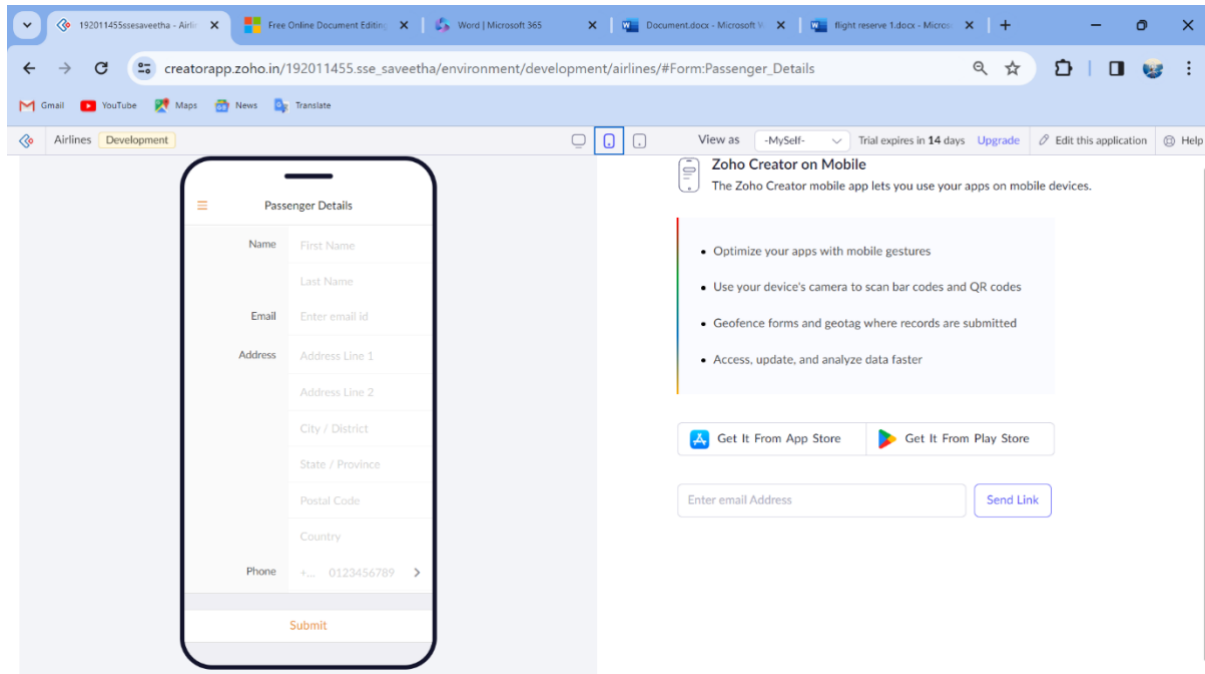 192011455ssesaveetha - Airli
Free Online Document Editing
Word | Microsoft 365
Document.docx - Microsoft W
flight reserve 1.docx - Micros
creatorapp.zoho.in/192011455.sse_saveetha/environment/development/airlines/#Form:Passenger_Details
Gmail YouTube Maps News Translate
Airlines Development View as -MySelf- Trial expires in 14 days Upgrade Edit this application Help
Passenger Details
Name First Name
Last Name
Email Enter email id
Address Address Line 1
Address Line 2
City / District
State / Province
Postal Code
Country
Phone +... 0123456789
Submit
Zoho Creator on Mobile
The Zoho Creator mobile app lets you use your apps on mobile devices.
• Optimize your apps with mobile gestures
• Use your device's camera to scan bar codes and QR codes
• Geofence forms and geotag where records are submitted
• Access, update, and analyze data faster
Get It From App Store Get It From Play Store
Enter email Address Send Link